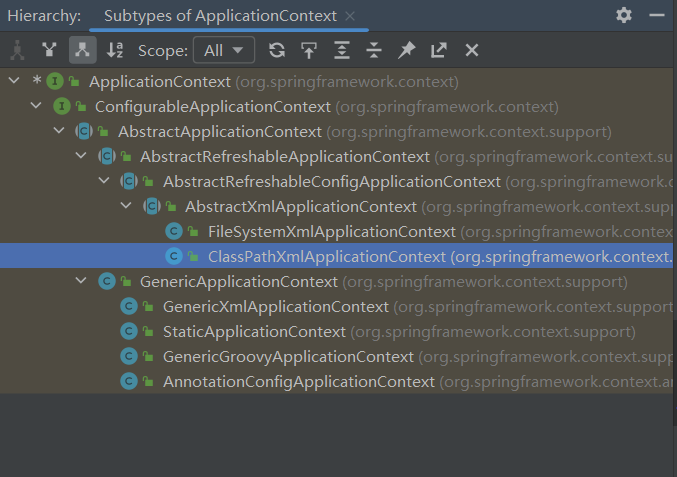 Hierarchy: Subtypes of ApplicationContext
Scope: All
* I ApplicationContext (org.springframework.context)
I ConfigurableApplicationContext (org.springframework.context)
C AbstractApplicationContext (org.springframework.context.support)
C AbstractRefreshableApplicationContext (org.springframework.context.su
C AbstractRefreshableConfigApplicationContext (org.springframework.c
C AbstractXmlApplicationContext (org.springframework.context.supp
C FileSystemXmlApplicationContext (org.springframework.contex
C ClassPathXmlApplicationContext (org.springframework.context.
C GenericApplicationContext (org.springframework.context.support)
C GenericXmlApplicationContext (org.springframework.context.support
C StaticApplicationContext (org.springframework.context.support)
C GenericGroovyApplicationContext (org.springframework.context.supp
C AnnotationConfigApplicationContext (org.springframework.context.an